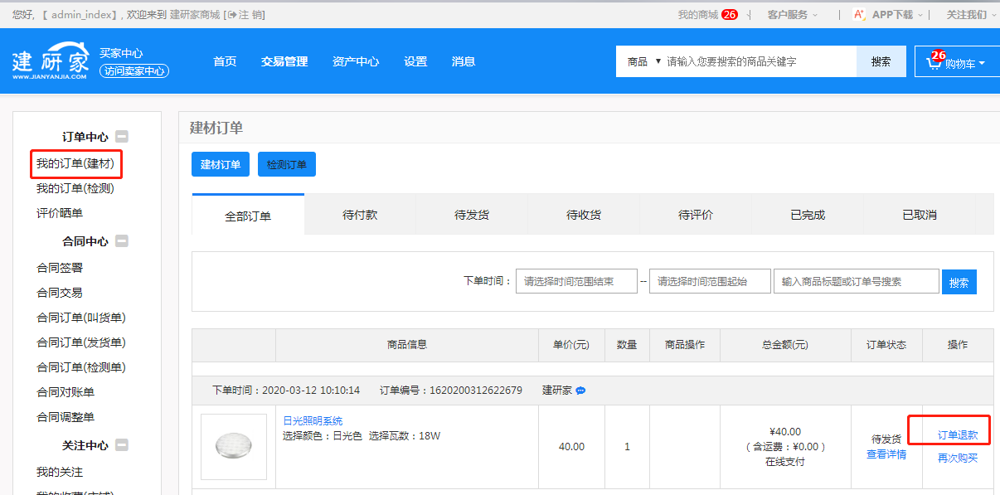 您好, 【 admin_index】, 欢迎来到 建研家商城 [注 销]
我的商城 26 客户服务 APP下载 关注我们
建研家
WWW.JIANYANJIA.COM
买家中心
访问卖家中心
首页 交易管理 资产中心 设置 消息
商品 ▼ 请输入您要搜索的商品关键字 搜索
26 购物车
订单中心
我的订单(建材)
我的订单(检测)
评价晒单
合同中心
合同签署
合同交易
合同订单(叫货单)
合同订单(发货单)
合同订单(检测单)
合同对账单
合同调整单
关注中心
我的关注
我的收藏(店铺)
建材订单
建材订单 检测订单
全部订单 待付款 待发货 待收货 待评价 已完成 已取消
下单时间： 请选择时间范围结束 -- 请选择时间范围起始 输入商品标题或订单号搜索 搜索
商品信息 单价(元) 数量 商品操作 总金额(元) 订单状态 操作
下单时间：2020-03-12 10:10:14 订单编号：1620200312622679 建研家
日光照明系统
选择颜色：日光色 选择瓦数：18W
40.00
1
¥40.00
（含运费：¥0.00 ）
在线支付
待发货
查看详情
订单退款
再次购买